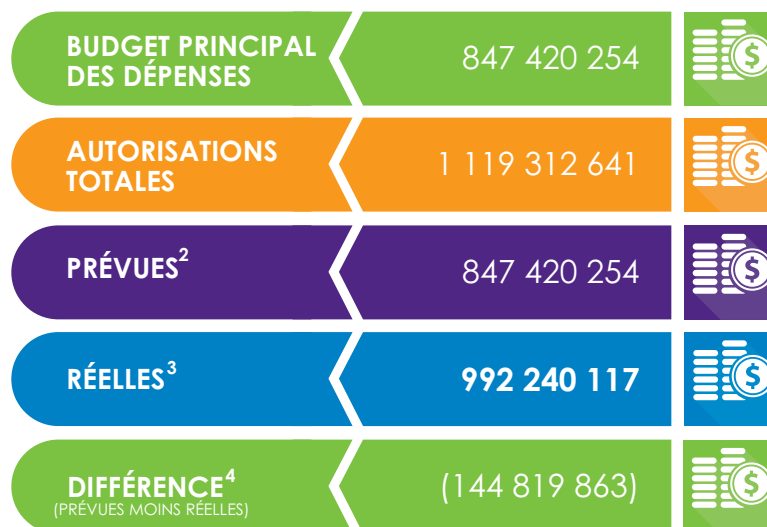 BUDGET PRINCIPAL
DES DÉPENSES
847 420 254
$
AUTORISATIONS
TOTALES
1 119 312 641
$
PRÉVUES²
847 420 254
$
RÉELLES³
992 240 117
$
DIFFÉRENCE⁴
(PRÉVUES MOINS RÉELLES)
(144 819 863)
$